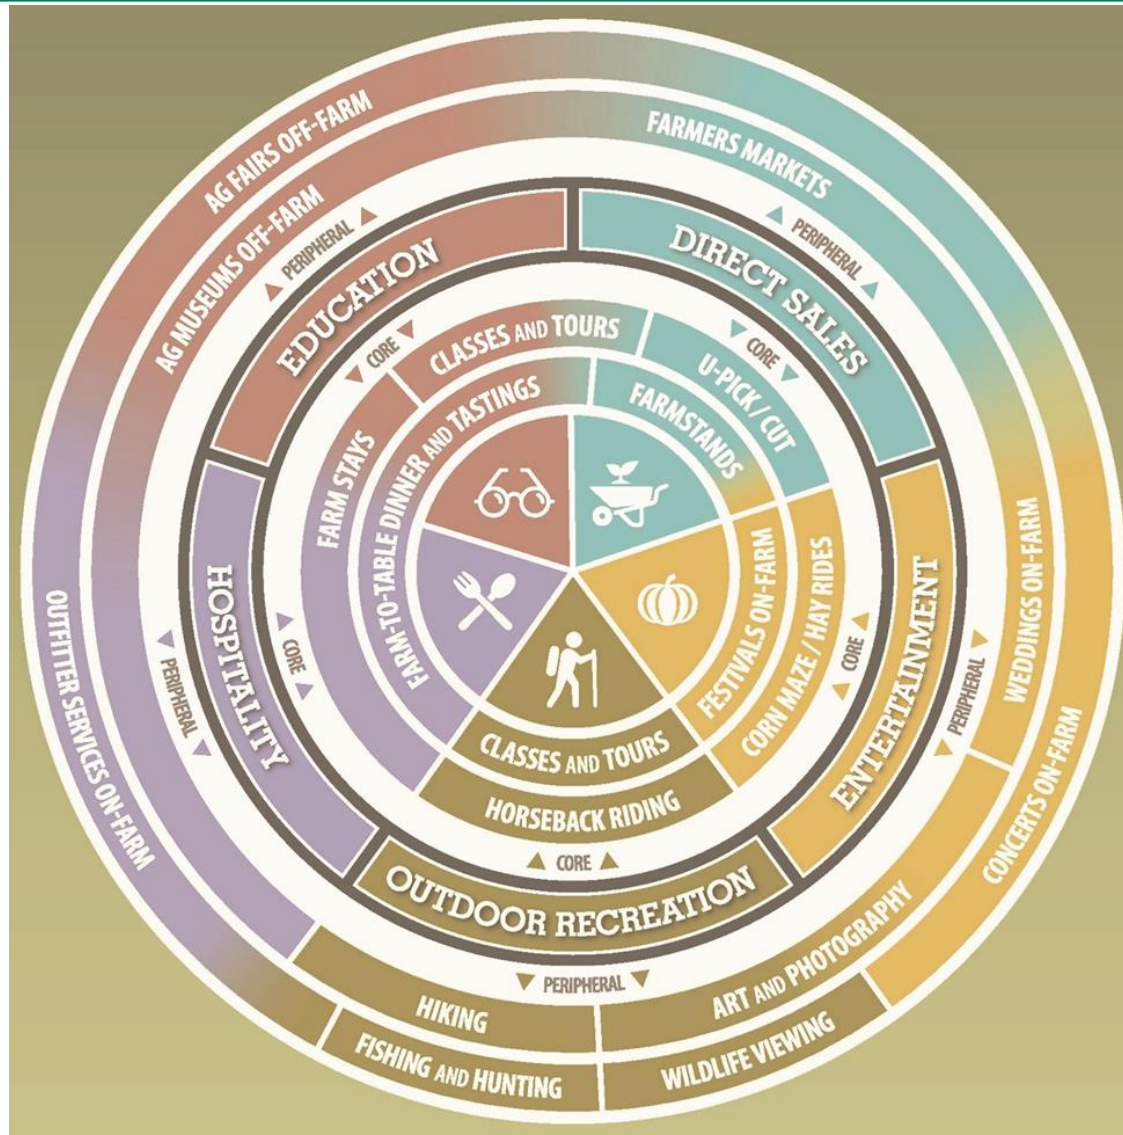 AG FAIRS OFF-FARM
AG MUSEUMS OFF-FARM
FARMERS MARKETS
PERIPHERAL
PERIPHERAL
EDUCATION
DIRECT SALES
CORE
CORE
CLASSES AND TOURS
U-PICK / CUT
FARM STAYS
FARM-TO-TABLE DINNER AND TASTINGS
FARMSTANDS
FESTIVALS ON-FARM
CORN MAZE / HAY RIDES
HOSPITALITY
CORE
PERIPHERAL
OUTFITTER SERVICES ON-FARM
CORE
ENTERTAINMENT
PERIPHERAL
WEDDINGS ON-FARM
CONCERTS ON-FARM
CLASSES AND TOURS
HORSEBACK RIDING
CORE
OUTDOOR RECREATION
PERIPHERAL
HIKING
ART AND PHOTOGRAPHY
FISHING AND HUNTING
WILDLIFE VIEWING